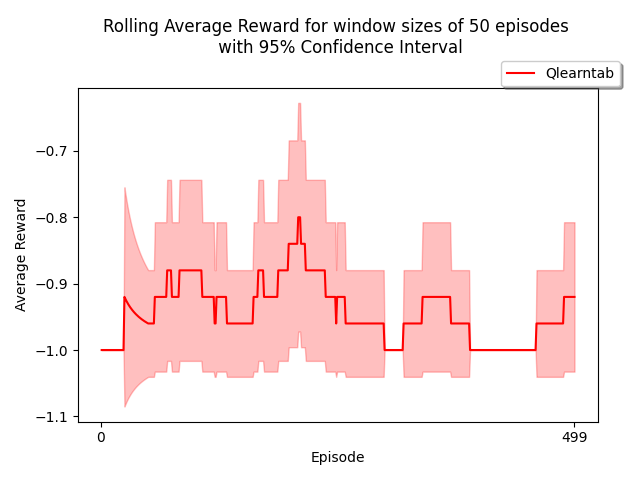 Rolling Average Reward for window sizes of 50 episodes
with 95% Confidence Interval
Qlearntab
Average Reward
−0.7
−0.8
−0.9
−1.0
−1.1
0
499
Episode